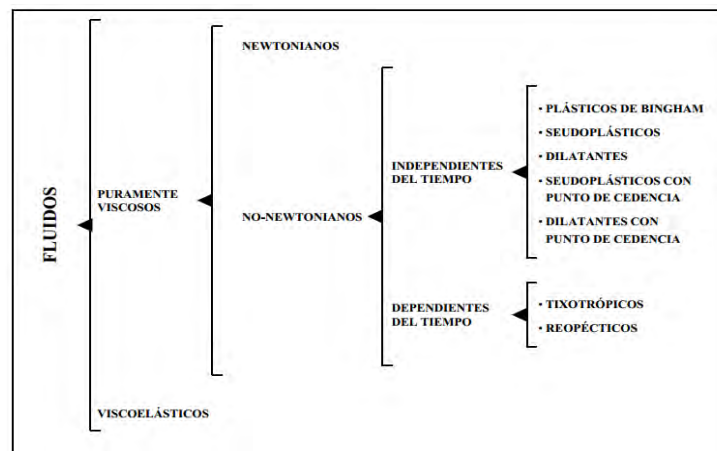 FLUIDOS
PURAMENTE
VISCOSOS
VISCOELÁSTICOS
NEWTONIANOS
NO-NEWTONIANOS
INDEPENDIENTES
DEL TIEMPO
• PLÁSTICOS DE BINGHAM
• SEUDOPLÁSTICOS
• DILATANTES
• SEUDOPLÁSTICOS CON
PUNTO DE CEDENCIA
• DILATANTES CON
PUNTO DE CEDENCIA
DEPENDIENTES
DEL TIEMPO
• TIXOTRÓPICOS
• REOPÉCTICOS